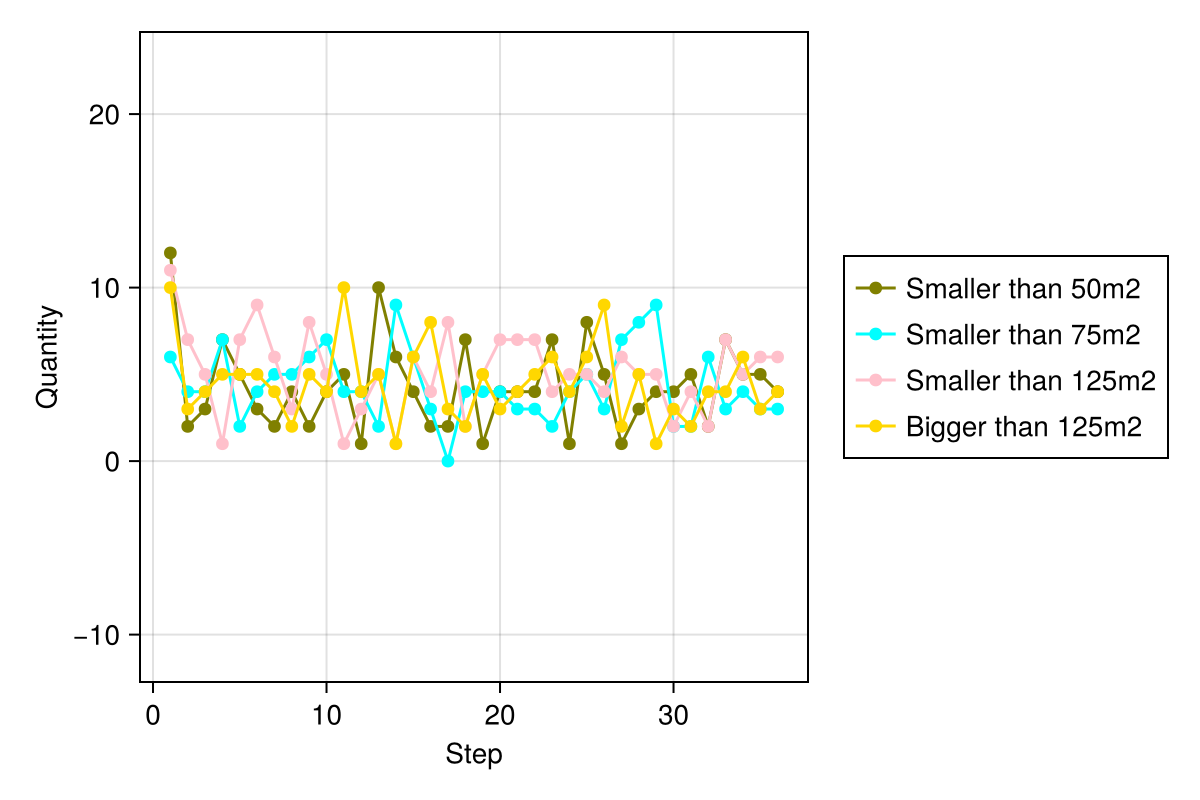 20
10
0
−10
Quantity
0 10 20 30
Step
Smaller than 50m2
Smaller than 75m2
Smaller than 125m2
Bigger than 125m2